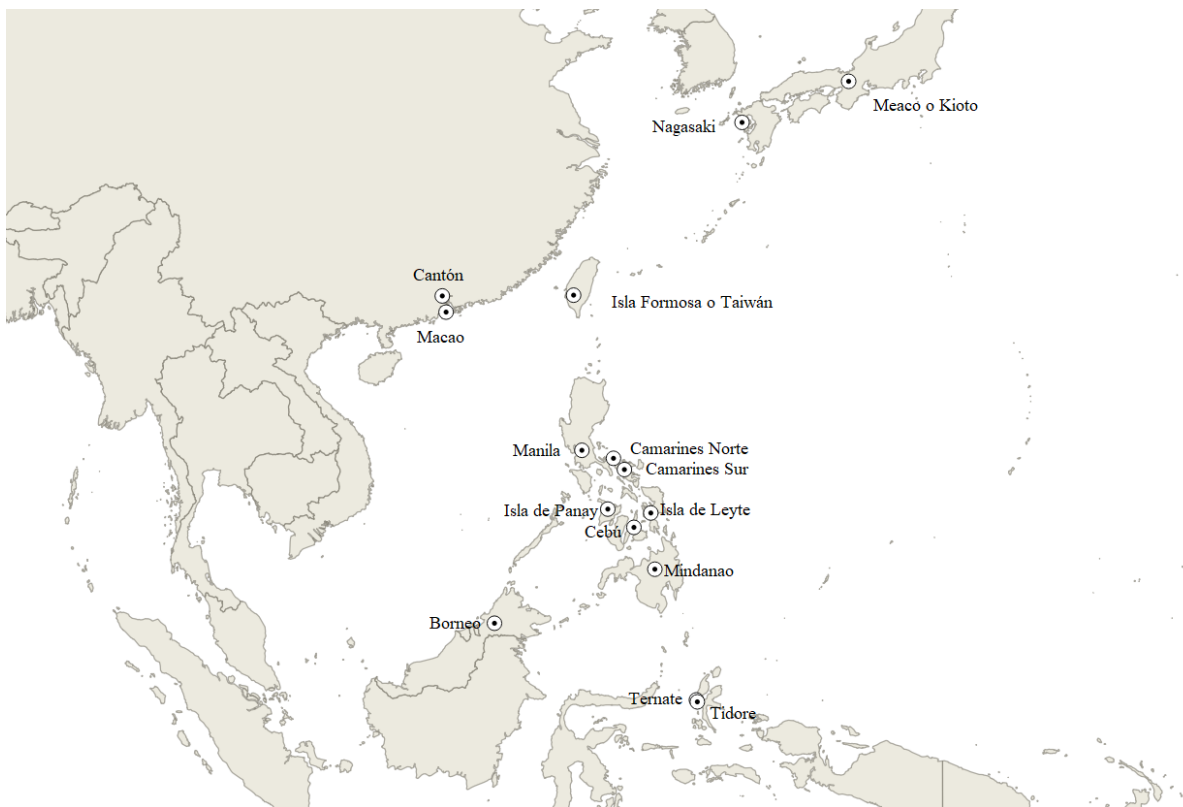 Meaco o Kioto
Nagasaki
Cantón
Isla Formosa o Taiwán
Macao
Manila
Camarines Norte
Camarines Sur
Isla de Panay
Isla de Leyte
Cebú
Mindanao
Borneo
Ternate
Tidore